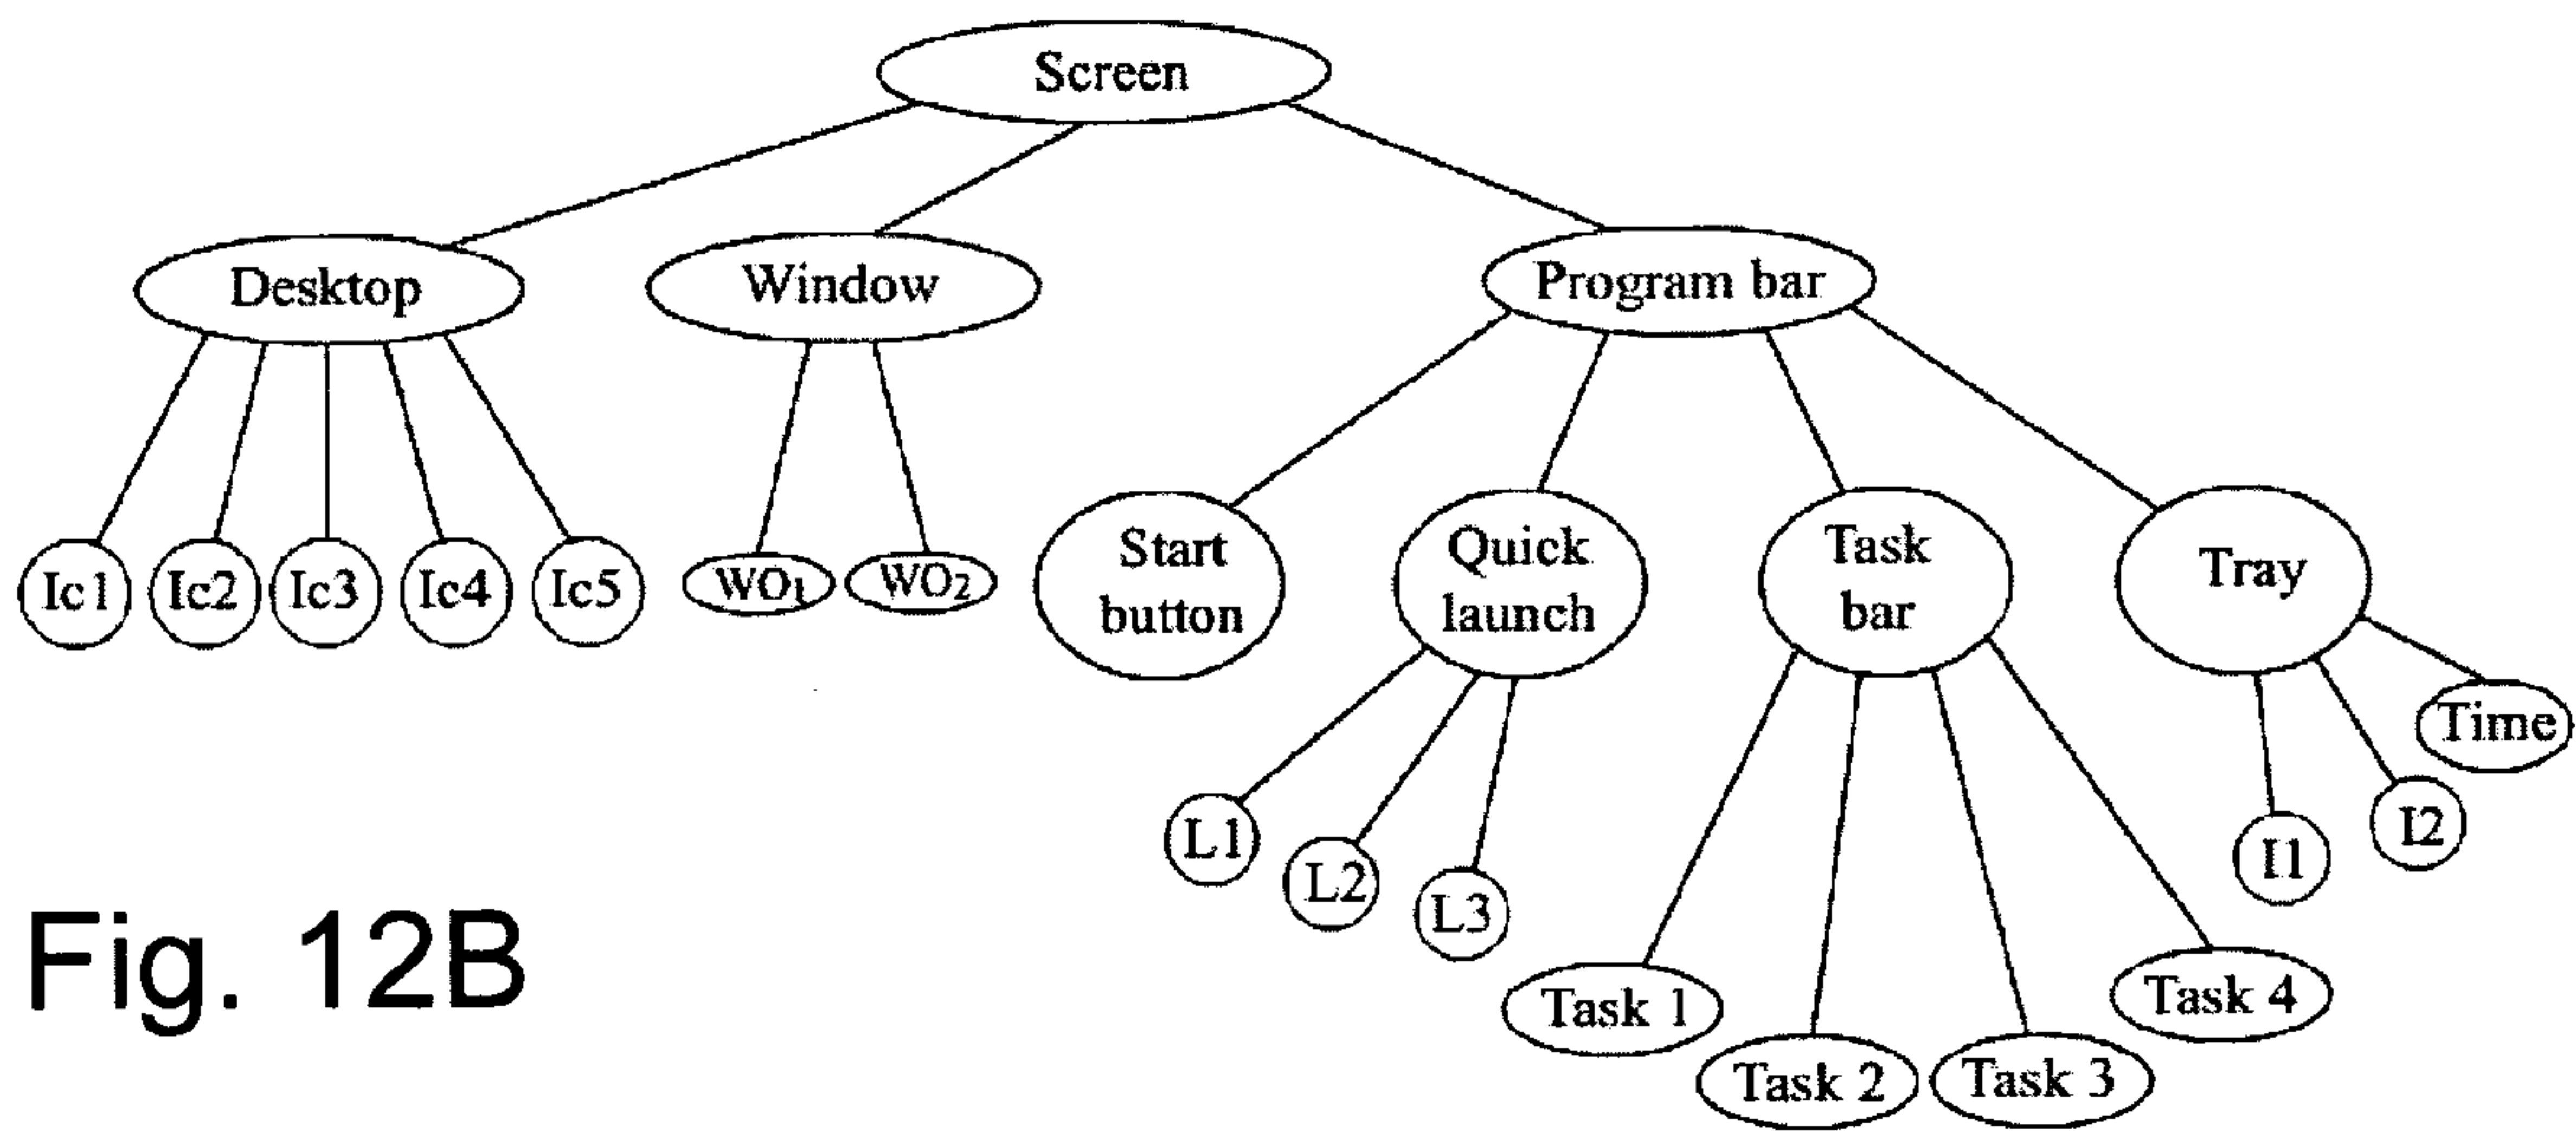 Screen
Desktop
Window
Program bar
Ic1
Ic2
Ic3
Ic4
Ic5
WO1
WO2
Start
button
Quick
launch
Task
bar
Tray
Time
L1
L2
L3
I1
I2
Task 1
Task 2
Task 3
Task 4
Fig. 12B